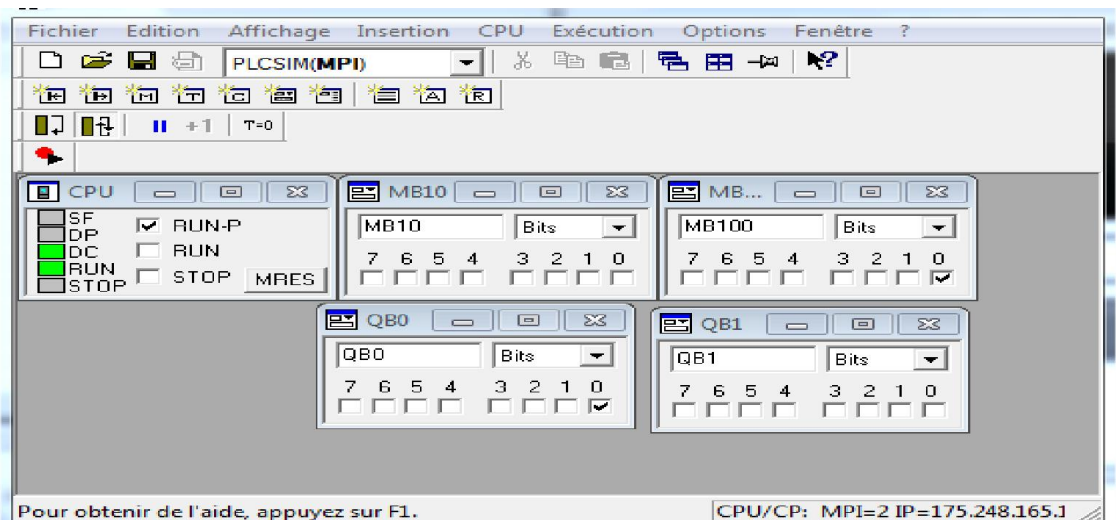 Fichier Edition Affichage Insertion CPU Exécution Options Fenêtre ?
PLCSIM(MPI)
+1 T=0
CPU
SF
DP
DC
RUN
STOP
RUN-P
RUN
STOP MRES
MB10
MB10 Bits
7 6 5 4 3 2 1 0
MB...
MB100 Bits
7 6 5 4 3 2 1 0
QB0
QB0 Bits
7 6 5 4 3 2 1 0
QB1
QB1 Bits
7 6 5 4 3 2 1 0
Pour obtenir de l'aide, appuyez sur F1. CPU/CP: MPI=2 IP=175.248.165.1